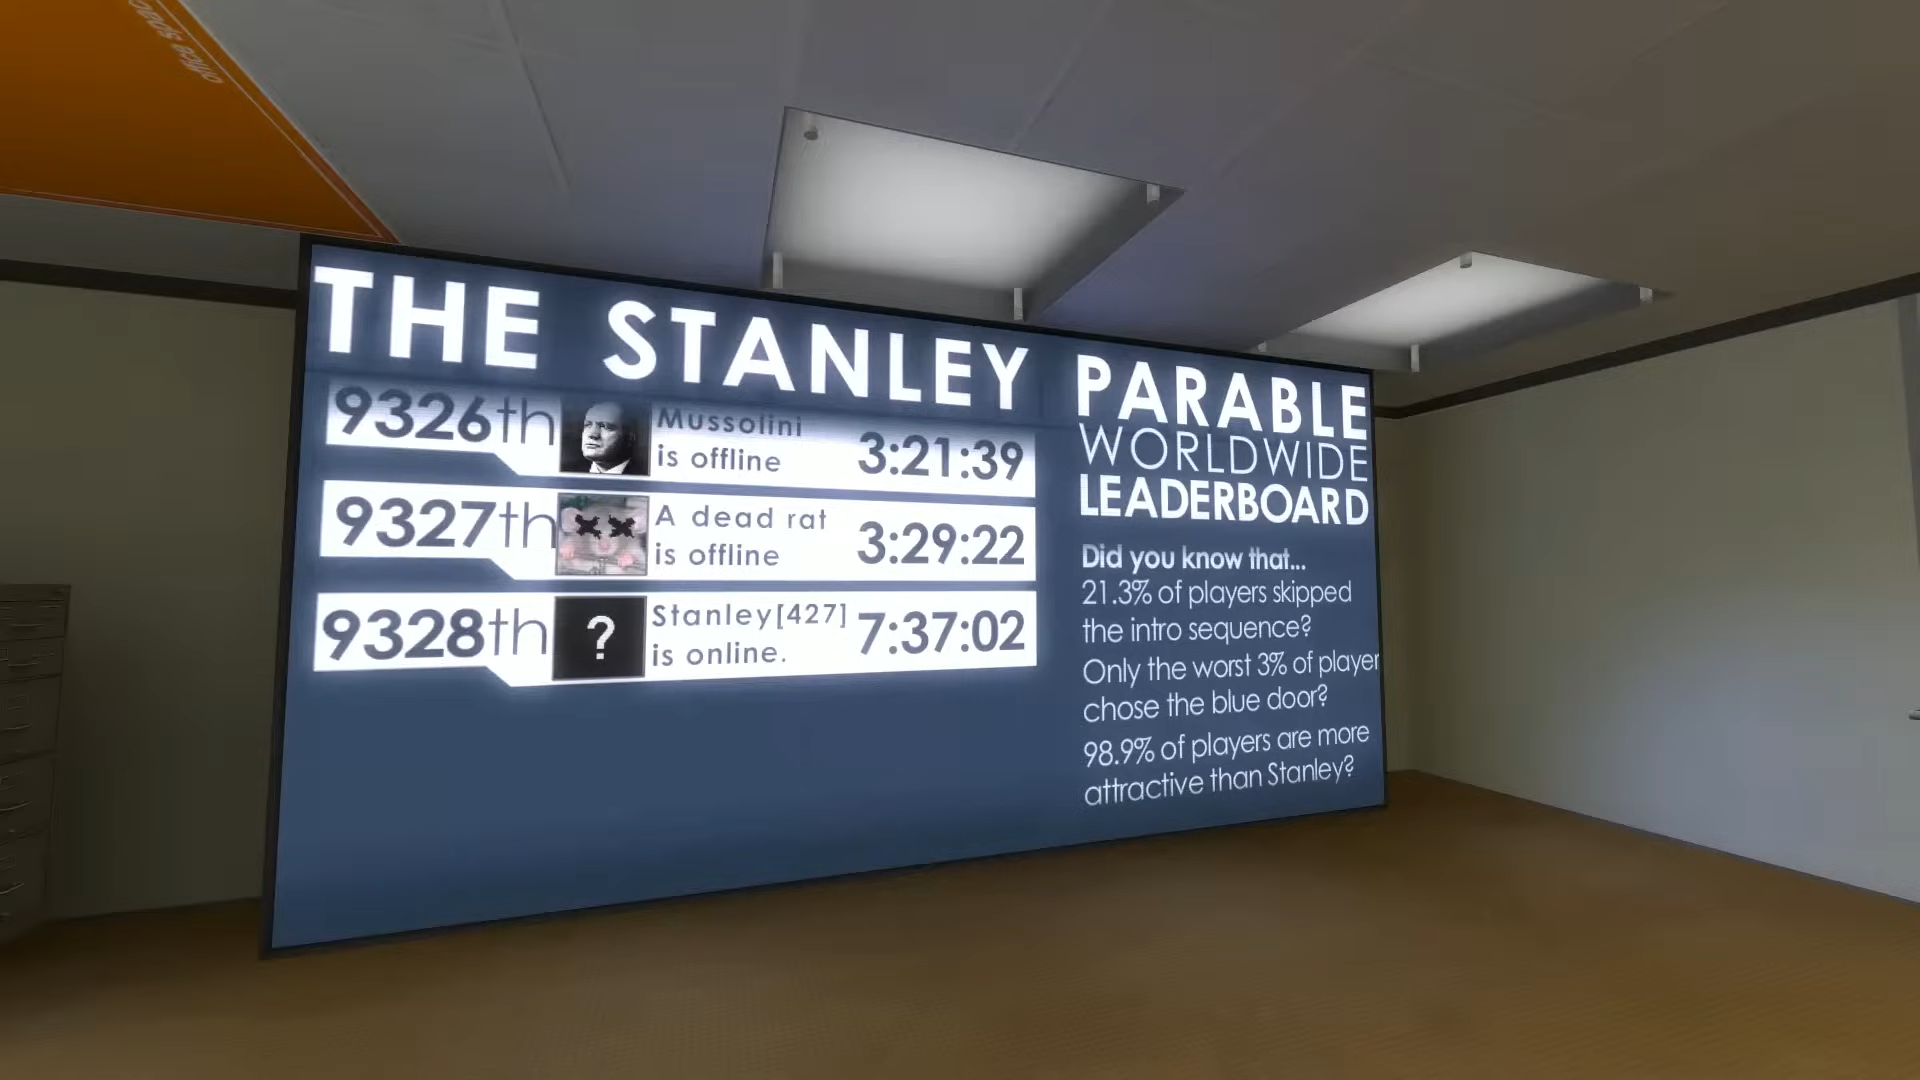 office space
THE STANLEY PARABLE
WORLDWIDE
LEADERBOARD
9326th
Mussolini
is offline
3:21:39
9327th
A dead rat
is offline
3:29:22
9328th
?
Stanley[427]
is online.
7:37:02
Did you know that...
21.3% of players skipped
the intro sequence?
Only the worst 3% of player
chose the blue door?
98.9% of players are more
attractive than Stanley?